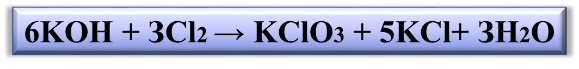 6KOH + 3Cl₂ → KClO₃ + 5KCl+ 3H₂O